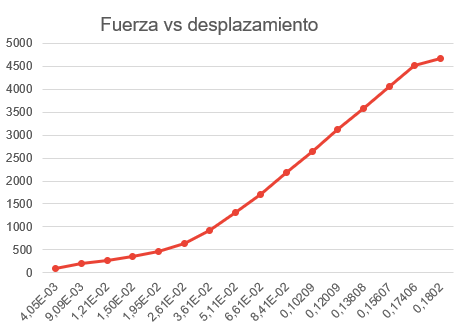 Fuerza vs desplazamiento
5000
4500
4000
3500
3000
2500
2000
1500
1000
500
0
4,05E-03
9,09E-03
1,21E-02
1,50E-02
1,95E-02
2,61E-02
3,61E-02
5,11E-02
6,61E-02
8,41E-02
0,10209
0,12009
0,13808
0,15607
0,17406
0,1802